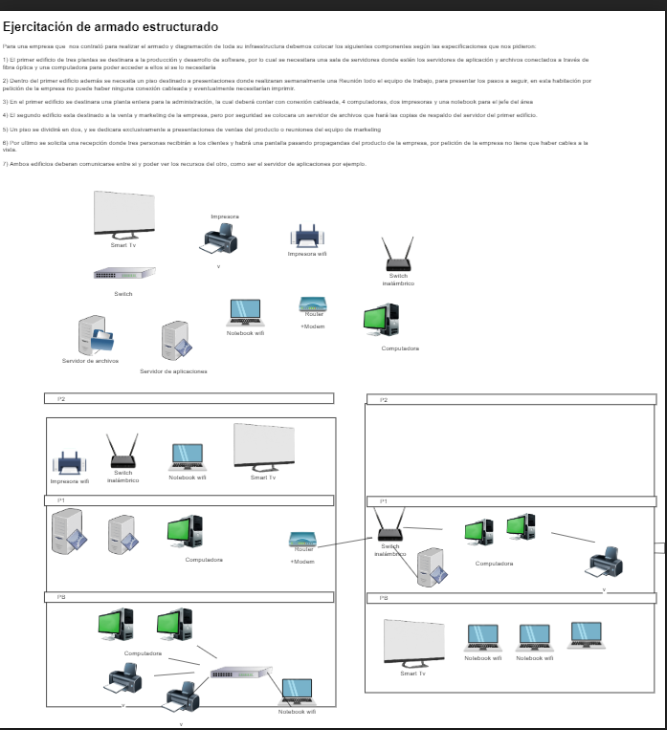 Ejercitación de armado estructurado
Para una empresa que nos contrató para realizar el armado y diagramación de toda su infraestructura debemos colocar los siguientes componentes según las especificaciones que nos pidieron:
1) El primer edificio de tres plantas se destinara a la producción y desarrollo de software, por lo cual se necesitara una sala de servidores donde estén los servidores de aplicación y archivos conectados a través de
fibra óptica y una computadora para poder acceder a ellos si se lo necesitaria
2) Dentro del primer edificio además se necesita un piso destinado a presentaciones donde realizaran semanalmente una Reunión todo el equipo de trabajo, para presentar los pasos a seguir, en esta habitación por
petición de la empresa no puede haber ninguna conexión cableada y eventualmente necesitarían imprimir.
3) En el primer edificio se destinara una planta entera para la administración, la cual deberá contar con conexión cableada, 4 computadoras, dos impresoras y una notebook para el jefe del área
4) El segundo edificio esta destinado a la venta y marketing de la empresa, pero por seguridad se colocara un servidor de archivos que hará las copias de respaldo del servidor del primer edificio.
5) Un piso se dividirá en dos, y se dedicara exclusivamente a presentaciones de ventas del producto o reuniones del equipo de marketing
6) Por ultimo se solicita una recepción donde tres personas recibirán a los clientes y habrá una pantalla pasando propagandas del producto de la empresa, por petición de la empresa no tiene que haber cables a la
vista.
7) Ambos edificios deberan comunicarse entre si y poder ver los recursos del otro, como ser el servidor de aplicaciones por ejemplo.
Smart Tv
Impresora
v
Impresora wifi
Switch
inalámbrico
Switch
Servidor de archivos
Servidor de aplicaciones
Notebook wifi
Router
+Modem
Computadora
P2
P2
Impresora wifi
Switch
inalámbrico
Notebook wifi
Smart Tv
P1
P1
Computadora
Router
+Modem
Switch
inalámbrico
Computadora
v
PB
PB
Computadora
v
v
Notebook wifi
Smart Tv
Notebook wifi
Notebook wifi